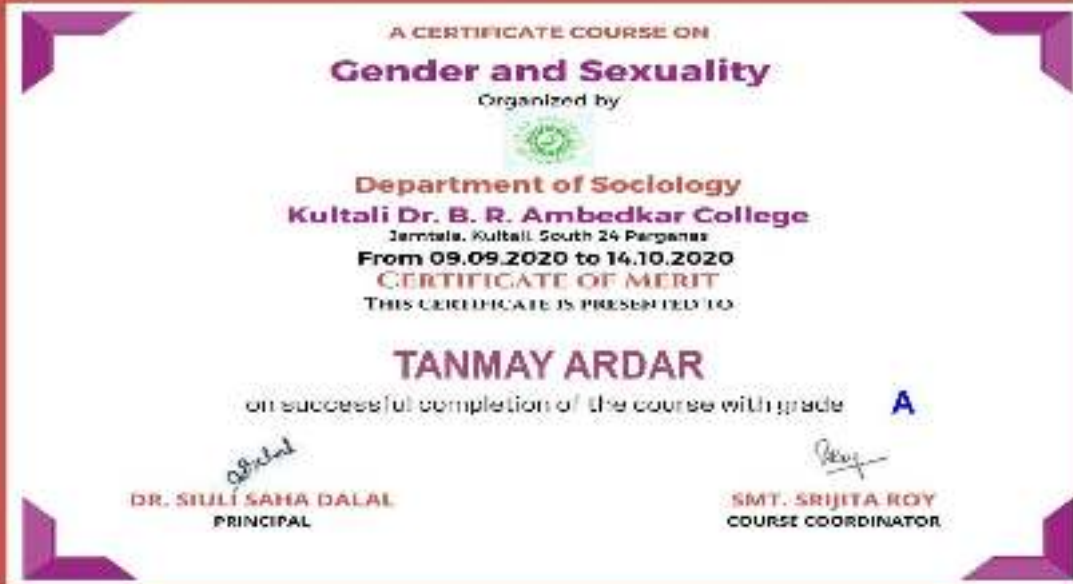 A CERTIFICATE COURSE ON
Gender and Sexuality
Organized by
Department of Sociology
Kultali Dr. B. R. Ambedkar College
Jamtala, Kultali, South 24 Parganas
From 09.09.2020 to 14.10.2020
CERTIFICATE OF MERIT
THIS CERTIFICATE IS PRESENTED TO
TANMAY ARDAR
on successful completion of the course with grade A
DR. SIULI SAHA DALAL
PRINCIPAL
SMT. SRIJITA ROY
COURSE COORDINATOR